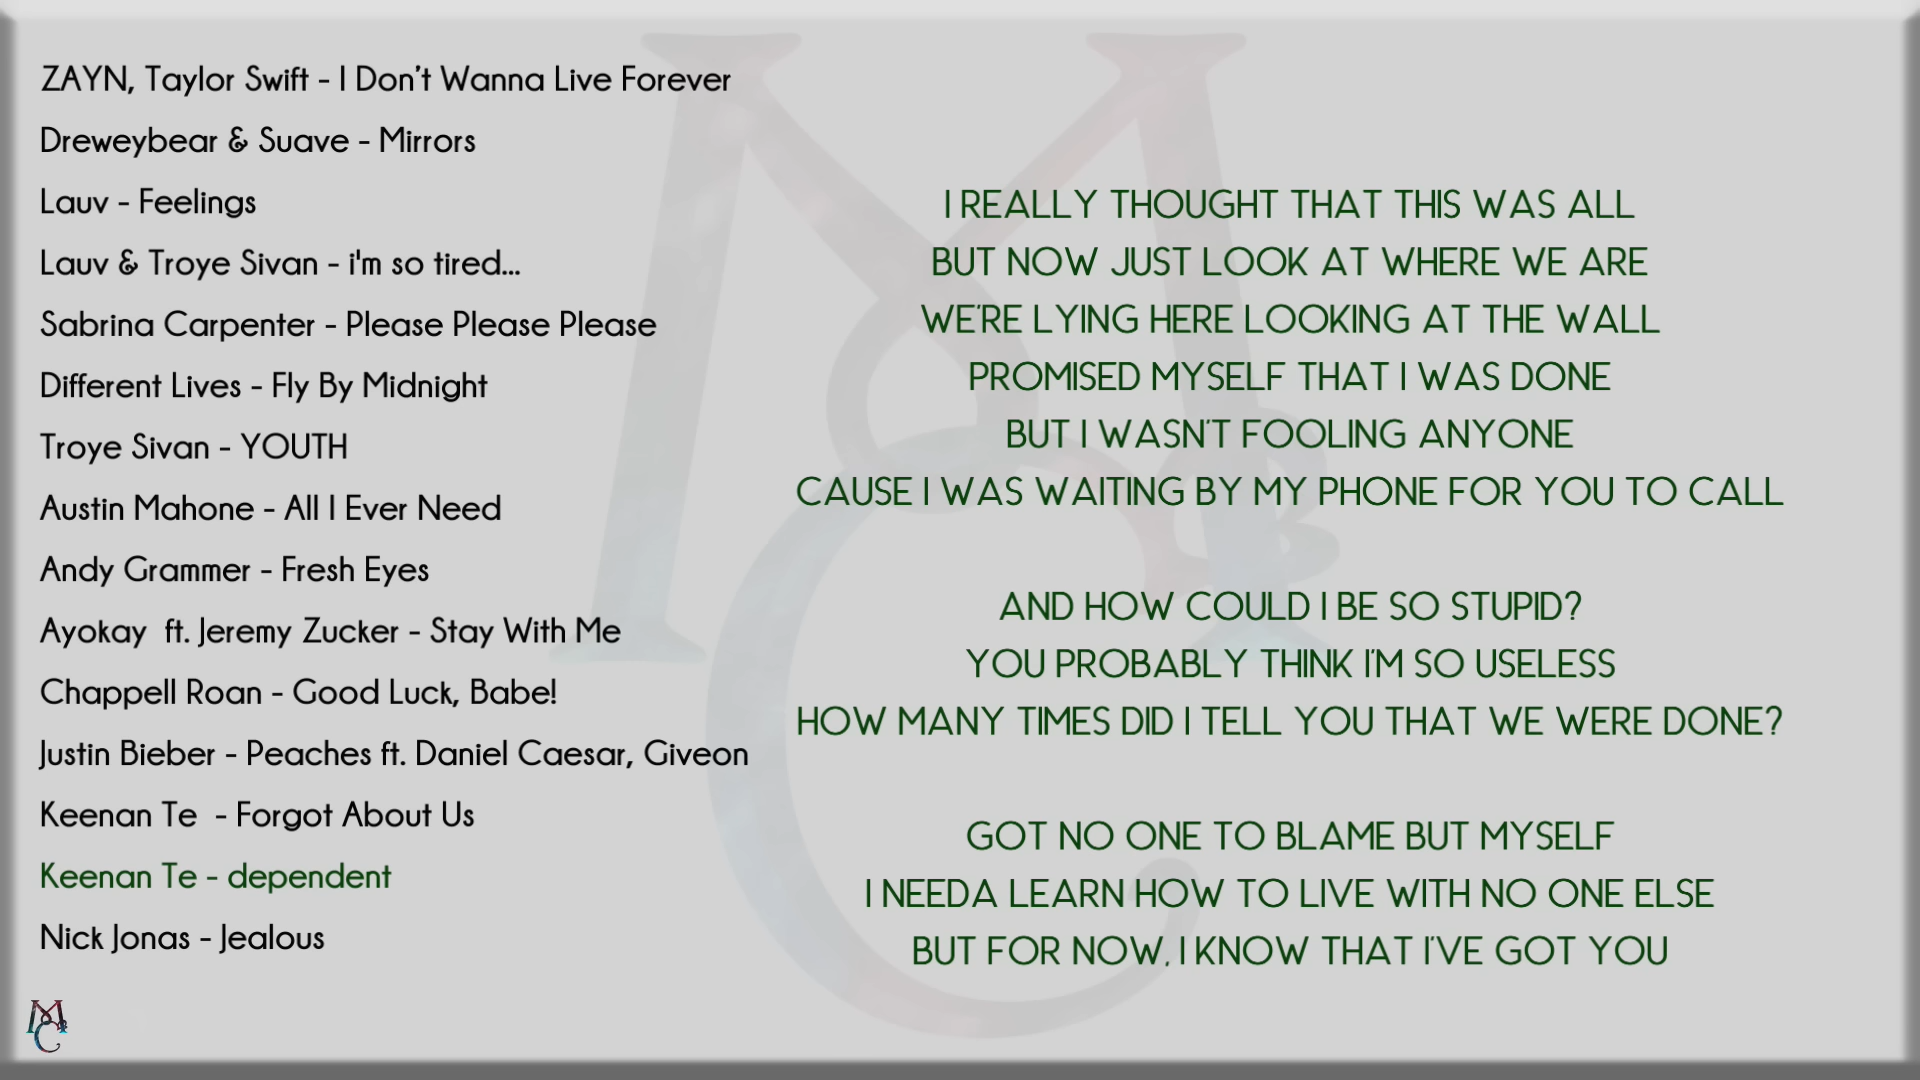 ZAYN, Taylor Swift - I Don't Wanna Live Forever
Dreweybear & Suave - Mirrors
Lauv - Feelings
Lauv & Troye Sivan - i'm so tired...
Sabrina Carpenter - Please Please Please
Different Lives - Fly By Midnight
Troye Sivan - YOUTH
Austin Mahone - All I Ever Need
Andy Grammer - Fresh Eyes
Ayokay  ft. Jeremy Zucker - Stay With Me
Chappell Roan - Good Luck, Babe!
Justin Bieber - Peaches ft. Daniel Caesar, Giveon
Keenan Te  - Forgot About Us
Keenan Te - dependent
Nick Jonas - Jealous
I REALLY THOUGHT THAT THIS WAS ALL
BUT NOW JUST LOOK AT WHERE WE ARE
WE'RE LYING HERE LOOKING AT THE WALL
PROMISED MYSELF THAT I WAS DONE
BUT I WASN'T FOOLING ANYONE
CAUSE I WAS WAITING BY MY PHONE FOR YOU TO CALL
AND HOW COULD I BE SO STUPID?
YOU PROBABLY THINK I'M SO USELESS
HOW MANY TIMES DID I TELL YOU THAT WE WERE DONE?
GOT NO ONE TO BLAME BUT MYSELF
I NEEDA LEARN HOW TO LIVE WITH NO ONE ELSE
BUT FOR NOW, I KNOW THAT I'VE GOT YOU